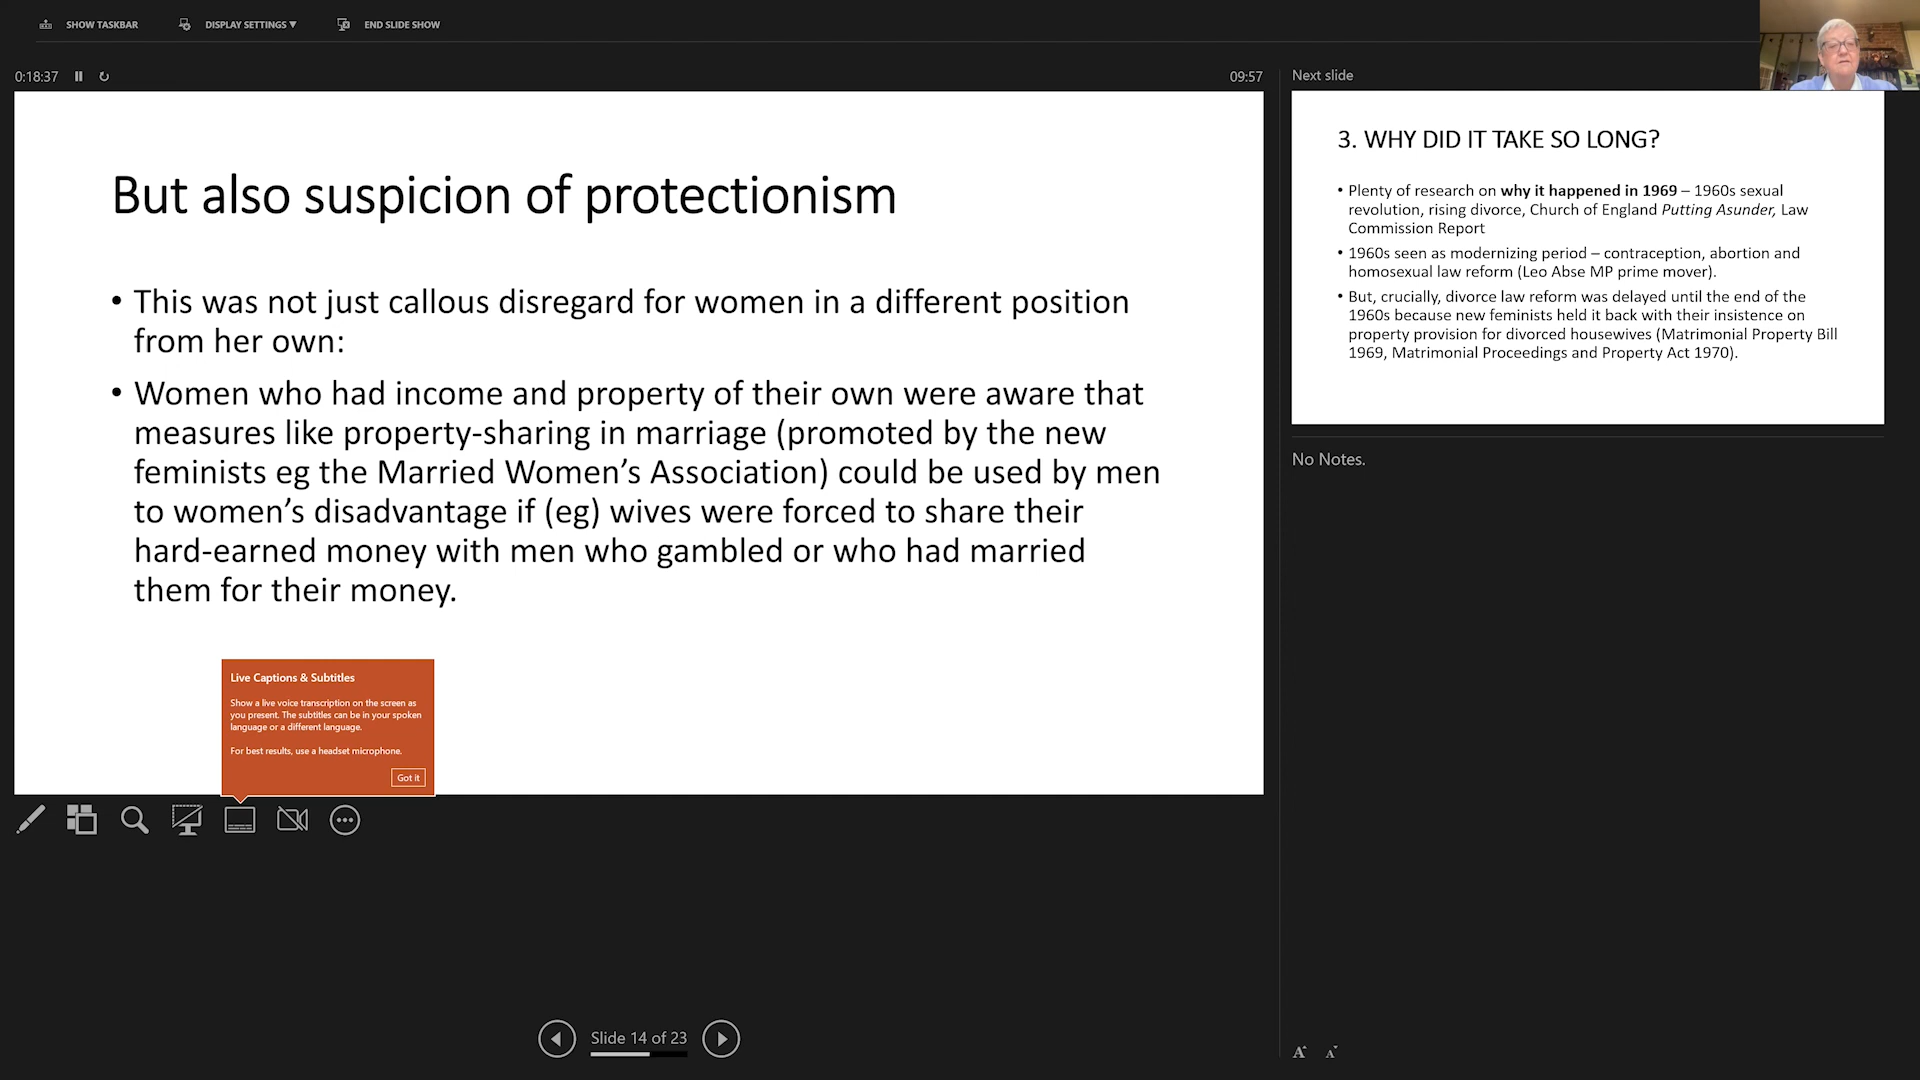 SHOW TASKBAR
DISPLAY SETTINGS ▼
END SLIDE SHOW
0:18:37
09:57
But also suspicion of protectionism
• This was not just callous disregard for women in a different position
from her own:
• Women who had income and property of their own were aware that
measures like property-sharing in marriage (promoted by the new
feminists eg the Married Women’s Association) could be used by men
to women’s disadvantage if (eg) wives were forced to share their
hard-earned money with men who gambled or who had married
them for their money.
Live Captions & Subtitles
Show a live voice transcription on the screen as
you present. The subtitles can be in your spoken
language or a different language.
For best results, use a headset microphone.
Got it
Slide 14 of 23
Next slide
3. WHY DID IT TAKE SO LONG?
• Plenty of research on why it happened in 1969 – 1960s sexual
revolution, rising divorce, Church of England Putting Asunder, Law
Commission Report
• 1960s seen as modernizing period – contraception, abortion and
homosexual law reform (Leo Abse MP prime mover).
• But, crucially, divorce law reform was delayed until the end of the
1960s because new feminists held it back with their insistence on
property provision for divorced housewives (Matrimonial Property Bill
1969, Matrimonial Proceedings and Property Act 1970).
No Notes.
A A